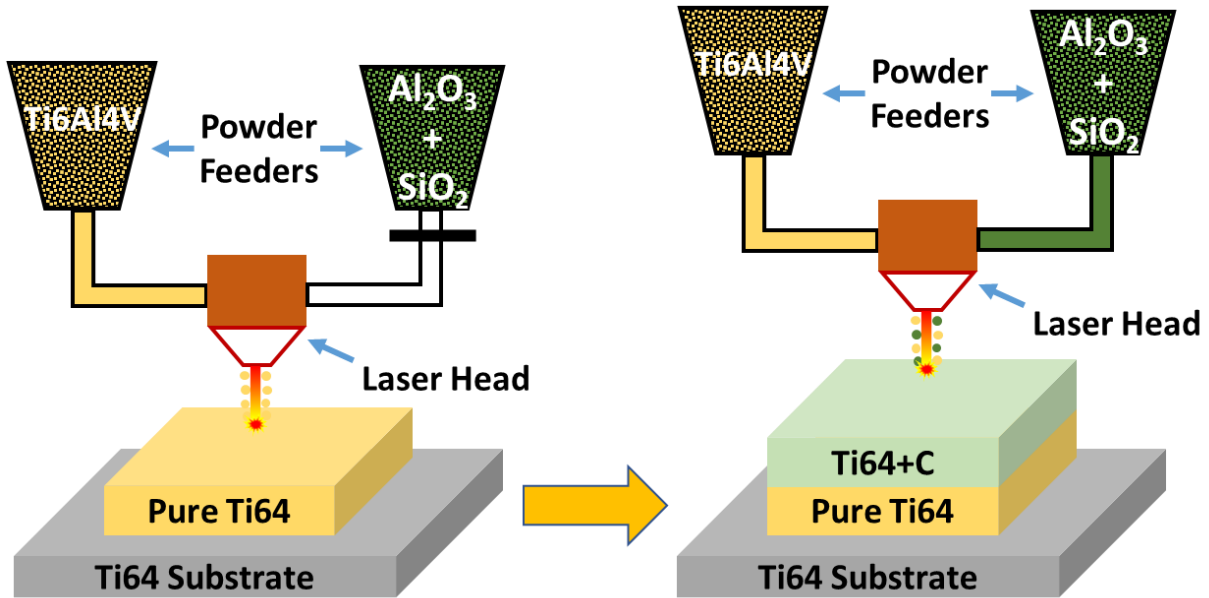 Ti6Al4V
Powder
Feeders
Al₂O₃
+
SiO₂
Laser Head
Pure Ti64
Ti64 Substrate
Ti6Al4V
Powder
Feeders
Al₂O₃
+
SiO₂
Laser Head
Ti64+C
Pure Ti64
Ti64 Substrate